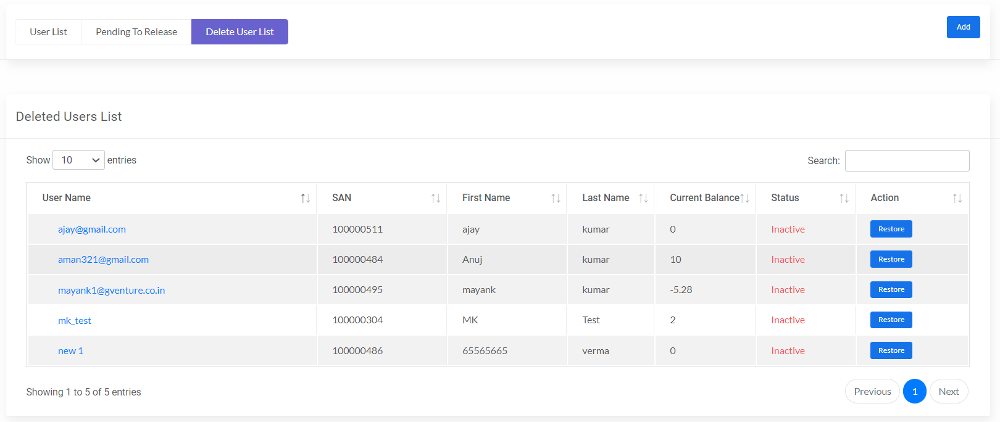 User List Pending To Release Delete User List Add
Deleted Users List
Show 10 entries Search:
User Name SAN First Name Last Name Current Balance Status Action
ajay@gmail.com 100000511 ajay kumar 0 Inactive Restore
aman321@gmail.com 100000484 Anuj kumar 10 Inactive Restore
mayank1@gventure.co.in 100000495 mayank kumar -5.28 Inactive Restore
mk_test 100000304 MK Test 2 Inactive Restore
new 1 100000486 65565665 verma 0 Inactive Restore
Showing 1 to 5 of 5 entries Previous 1 Next